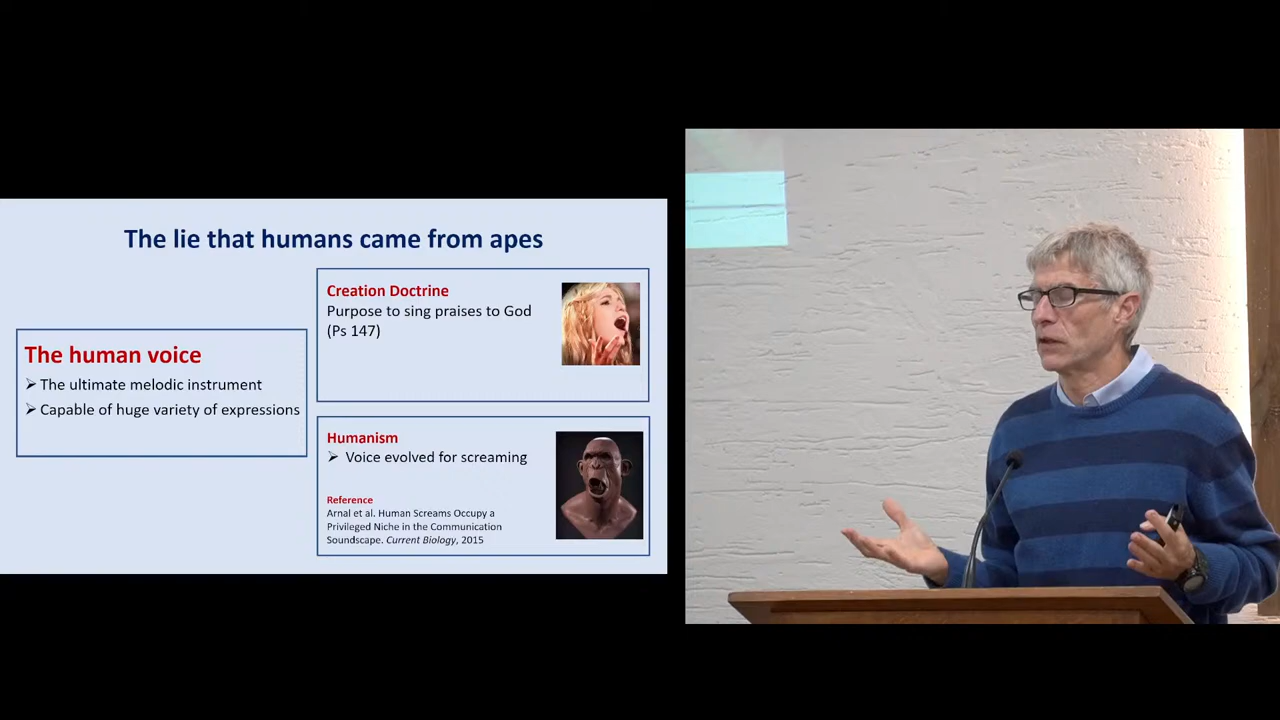 The lie that humans came from apes
The human voice
➢ The ultimate melodic instrument
➢ Capable of huge variety of expressions
Creation Doctrine
Purpose to sing praises to God
(Ps 147)
Humanism
➢ Voice evolved for screaming
Reference
Arnal et al. Human Screams Occupy a
Privileged Niche in the Communication
Soundscape. Current Biology, 2015